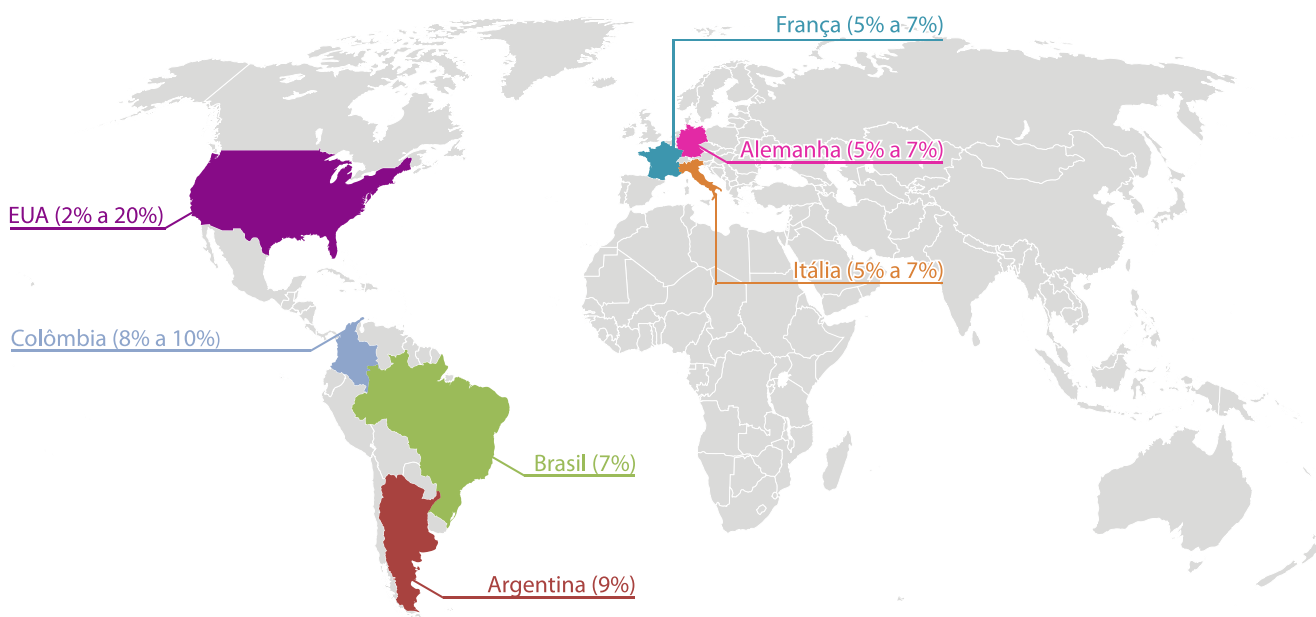 França (5% a 7%)
Alemanha (5% a 7%)
EUA (2% a 20%)
Itália (5% a 7%)
Colômbia (8% a 10%)
Brasil (7%)
Argentina (9%)